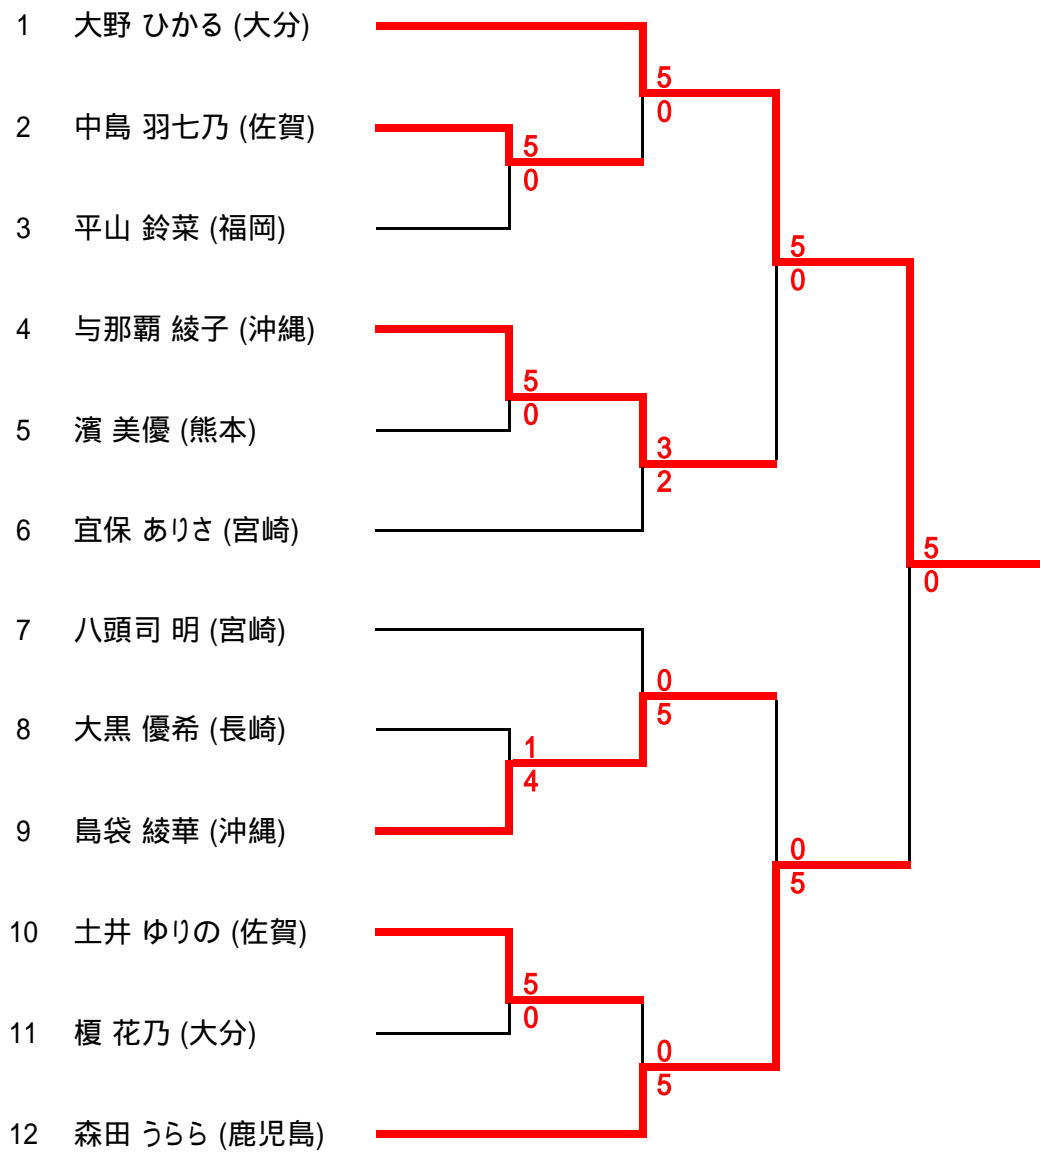 1 大野 ひかる (大分)
5
0
2 中島 羽七乃 (佐賀)
5
0
3 平山 鈴菜 (福岡)
5
0
4 与那覇 綾子 (沖縄)
5
0
5 濱 美優 (熊本)
3
2
6 宜保 ありさ (宮崎)
5
0
7 八頭司 明 (宮崎)
0
5
8 大黒 優希 (長崎)
1
4
9 島袋 綾華 (沖縄)
0
5
10 土井 ゆりの (佐賀)
5
0
11 榎 花乃 (大分)
0
5
12 森田 うらら (鹿児島)